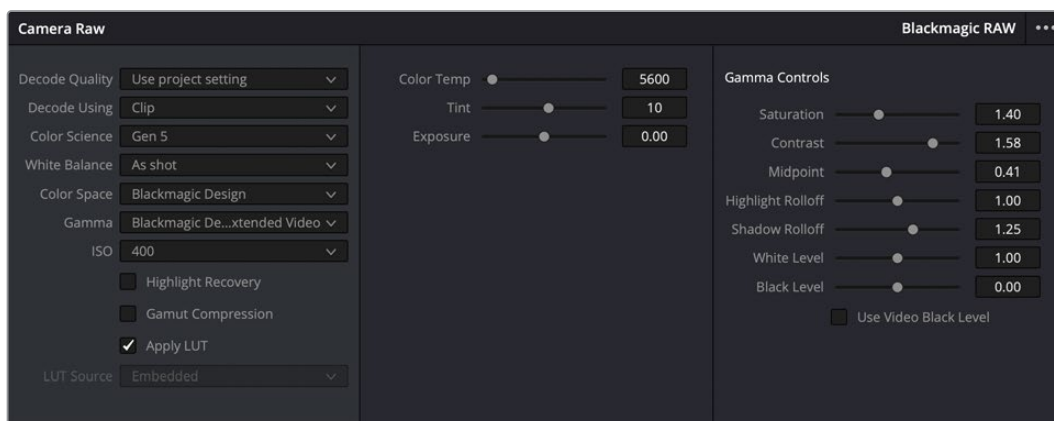 Camera Raw
Blackmagic RAW
Decode Quality Use project setting
Decode Using Clip
Color Science Gen 5
White Balance As shot
Color Space Blackmagic Design
Gamma Blackmagic De...xtended Video
ISO 400
Highlight Recovery
Gamut Compression
Apply LUT
LUT Source Embedded
Color Temp 5600
Tint 10
Exposure 0.00
Gamma Controls
Saturation 1.40
Contrast 1.58
Midpoint 0.41
Highlight Rolloff 1.00
Shadow Rolloff 1.25
White Level 1.00
Black Level 0.00
Use Video Black Level